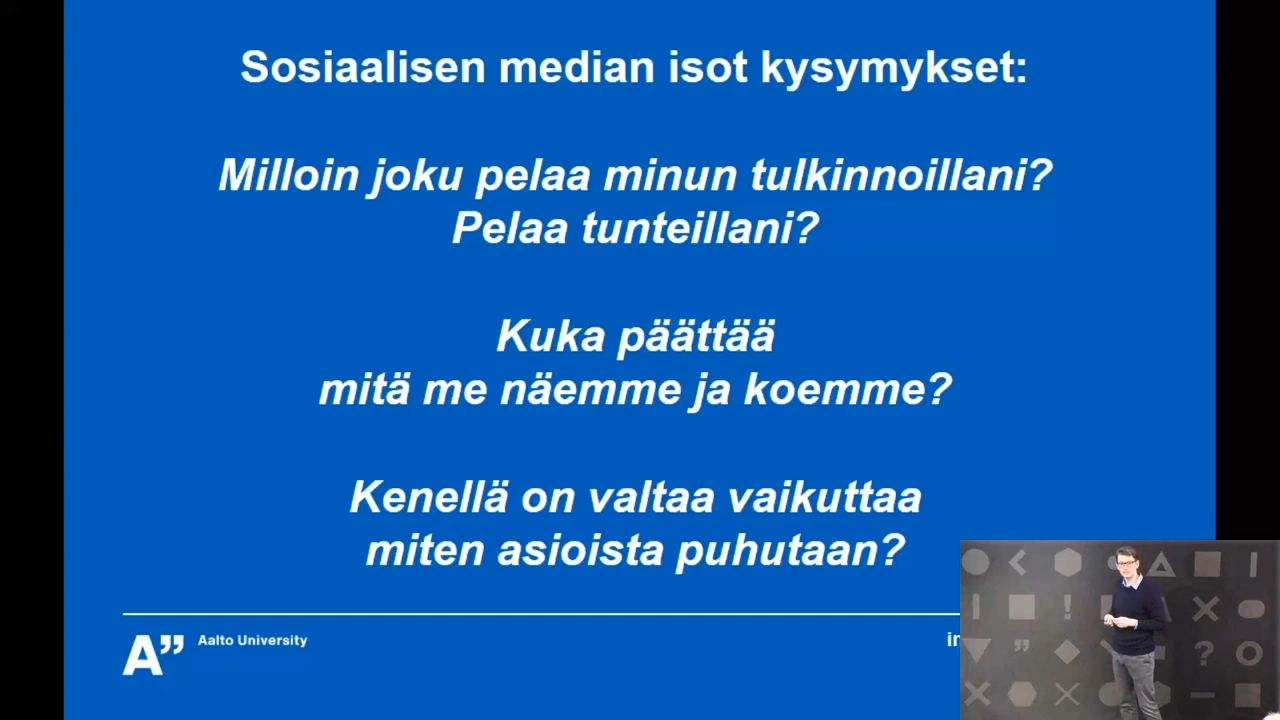 Sosiaalisen median isot kysymykset:
Milloin joku pelaa minun tulkinnoillani?
Pelaa tunteillani?
Kuka päättää
mitä me näemme ja koemme?
Kenellä on valtaa vaikuttaa
miten asioista puhutaan?
A” Aalto University